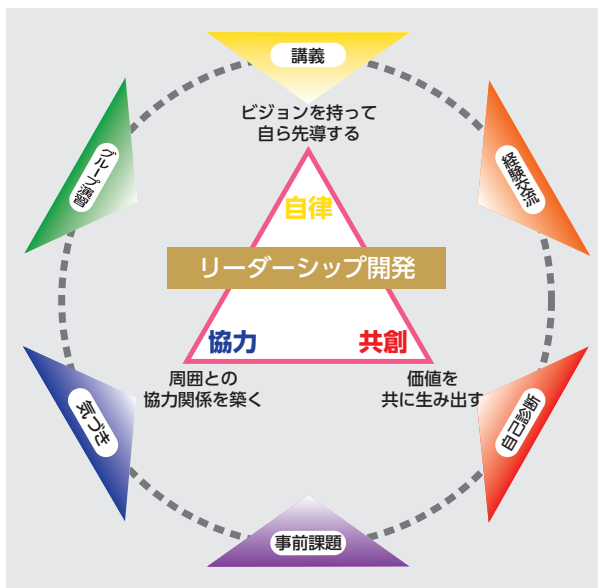 講義
ビジョンを持って
自ら先導する
グループ演習
経験交流
自律
リーダーシップ開発
協力
共創
周囲との
協力関係を築く
価値を
共に生み出す
気づき
自己診断
事前課題